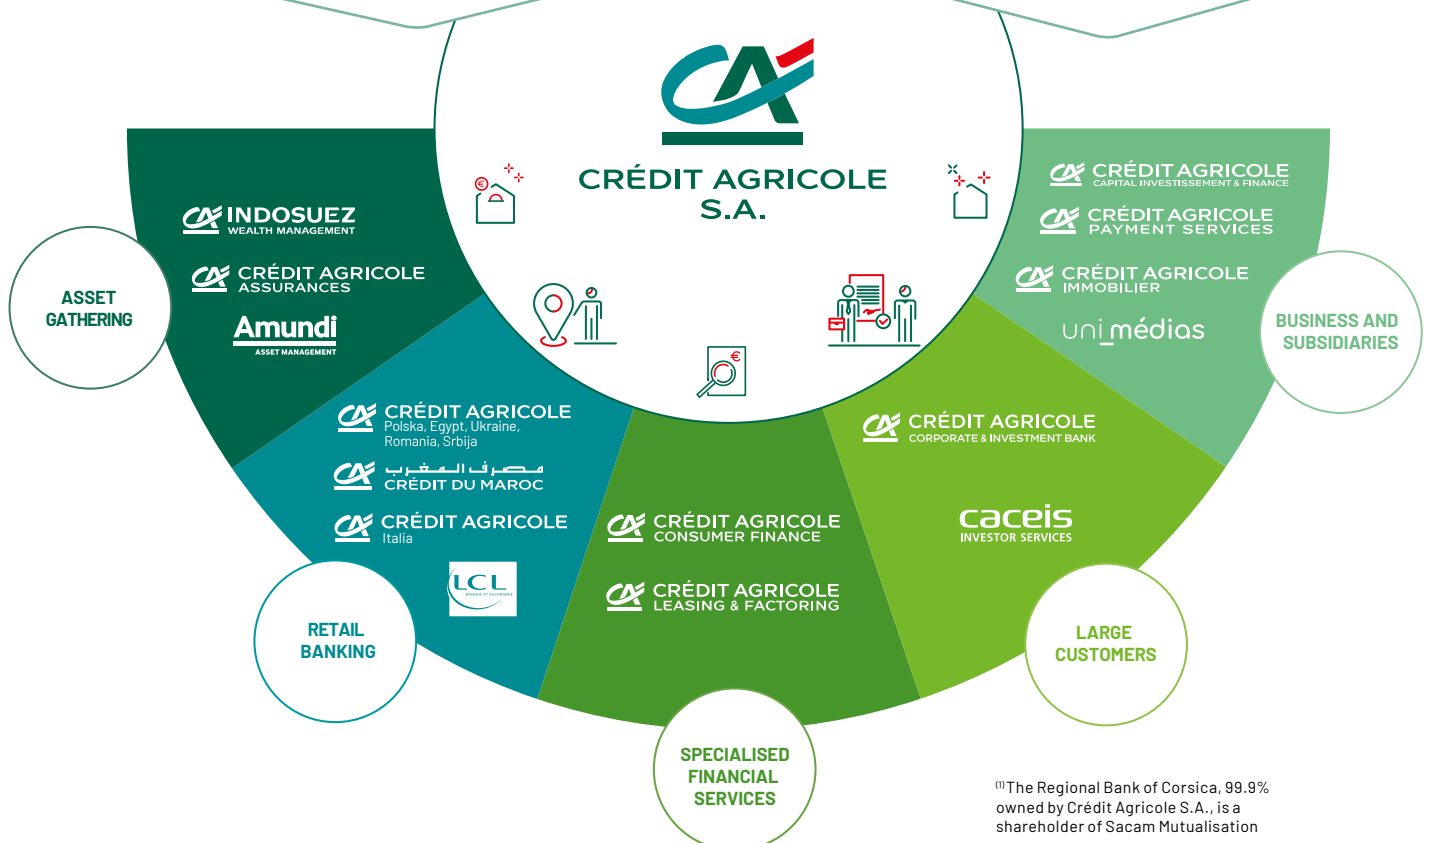 CRÉDIT AGRICOLE
S.A.
ASSET
GATHERING
INDOSUEZ
WEALTH MANAGEMENT
CRÉDIT AGRICOLE
ASSURANCES
Amundi
ASSET MANAGEMENT
RETAIL
BANKING
CRÉDIT AGRICOLE
Polska, Egypt, Ukraine,
Romania, Srbija
مصرف المغرب
CRÉDIT DU MAROC
CRÉDIT AGRICOLE
Italia
LCL
BANQUE ET ASSURANCE
SPECIALISED
FINANCIAL
SERVICES
CRÉDIT AGRICOLE
CONSUMER FINANCE
CRÉDIT AGRICOLE
LEASING & FACTORING
LARGE
CUSTOMERS
CRÉDIT AGRICOLE
CORPORATE & INVESTMENT BANK
caceis
INVESTOR SERVICES
BUSINESS AND
SUBSIDIARIES
CRÉDIT AGRICOLE
CAPITAL INVESTISSEMENT & FINANCE
CRÉDIT AGRICOLE
PAYMENT SERVICES
CRÉDIT AGRICOLE
IMMOBILIER
uni_médias
(1) The Regional Bank of Corsica, 99.9%
owned by Crédit Agricole S.A., is a
shareholder of Sacam Mutualisation